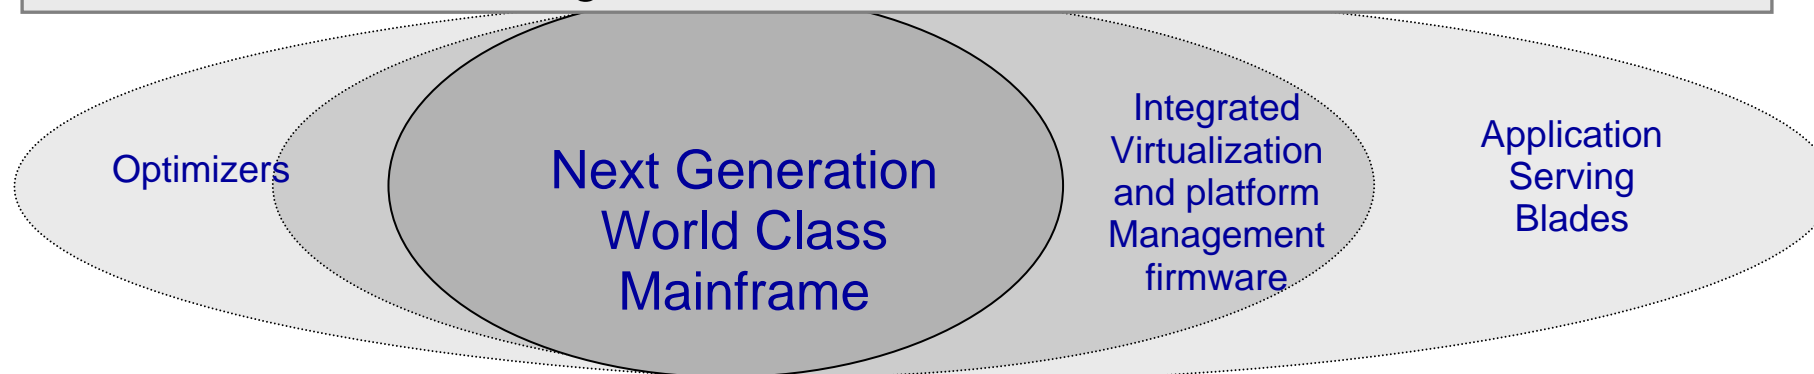 Optimizers
Next Generation
World Class
Mainframe
Integrated
Virtualization
and platform
Management
firmware
Application
Serving
Blades